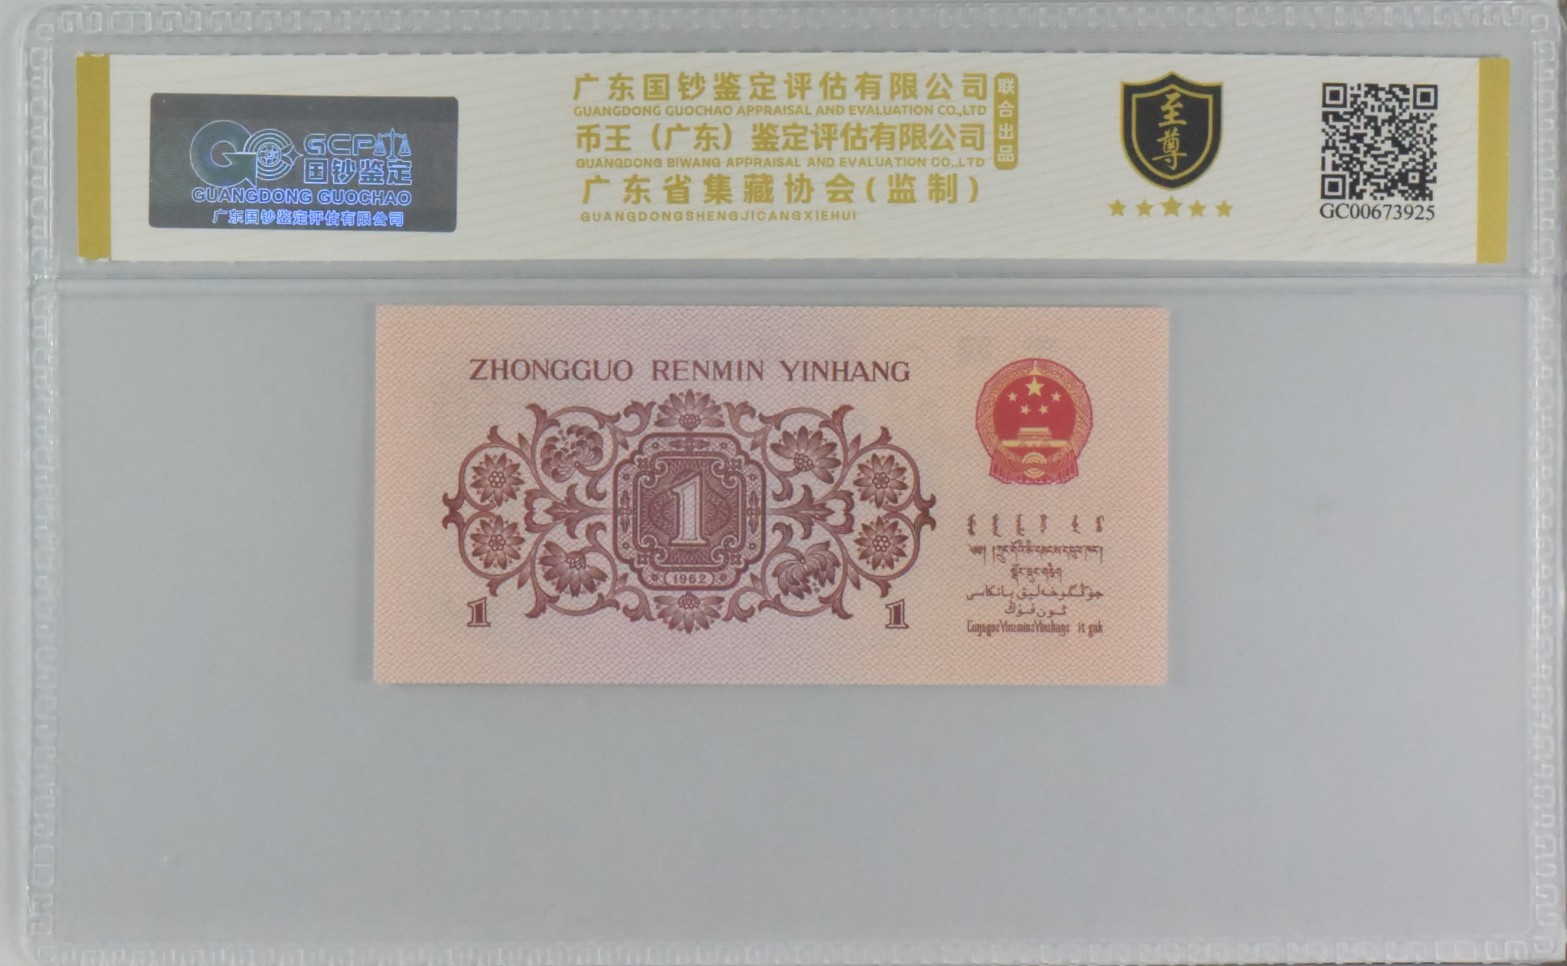 GCP
国钞鉴定
GUANGDONG GUOCHAO
广东国钞鉴定评估有限公司
广东国钞鉴定评估有限公司
GUANGDONG GUOCHAO APPRAISAL AND EVALUATION CO.,LTD
币王（广东）鉴定评估有限公司
GUANGDONG BIWANG APPRAISAL AND EVALUATION CO.,LTD
广东省集藏协会(监制)
GUANGDONGSHENGJICANGXIEHUI
联合出品
至尊
GC00673925
ZHONGGUO RENMIN YINHANG
1
(1962)
1
1
جۇڭگوخەلىق بانكاسى
ئون فۇڭ